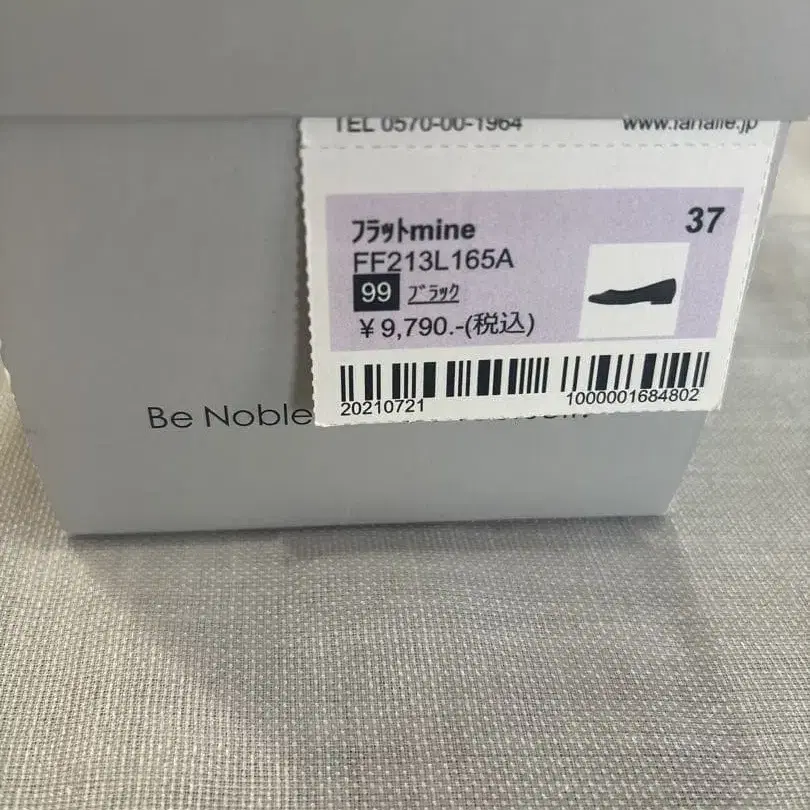 TEL 0570-00-1964 www.fanalle.jp
フラットmine 37
FF213L165A
99 ブラック
￥9,790.-(税込)
20210721 1000001684802
Be Noble